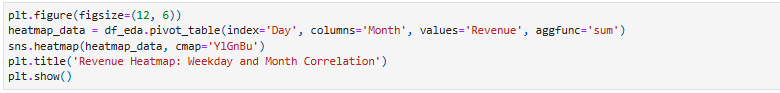 plt.figure(figsize=(12, 6))
heatmap_data = df_eda.pivot_table(index='Day', columns='Month', values='Revenue', aggfunc='sum')
sns.heatmap(heatmap_data, cmap='YlGnBu')
plt.title('Revenue Heatmap: Weekday and Month Correlation')
plt.show()